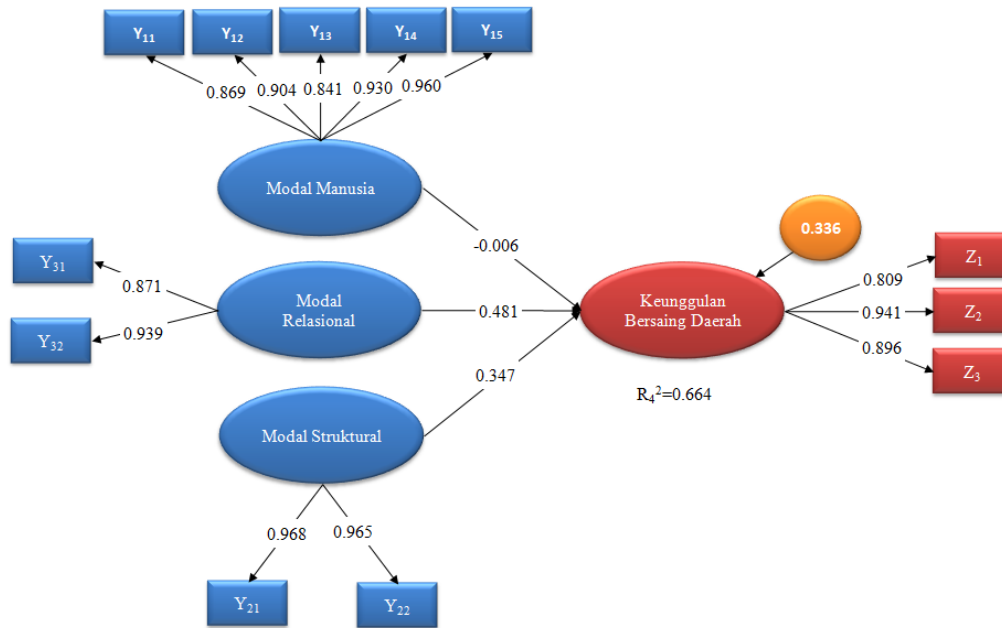 Y11 Y12 Y13 Y14 Y15
0.869 0.904 0.841 0.930 0.960
Modal Manusia
-0.006
0.336
Y31
0.871
Y32
0.939
Modal
Relasional
0.481
Keunggulan
Bersaing Daerah
0.809
Z1
0.941
Z2
0.896
Z3
R4²=0.664
0.347
Modal Struktural
0.968 0.965
Y21 Y22